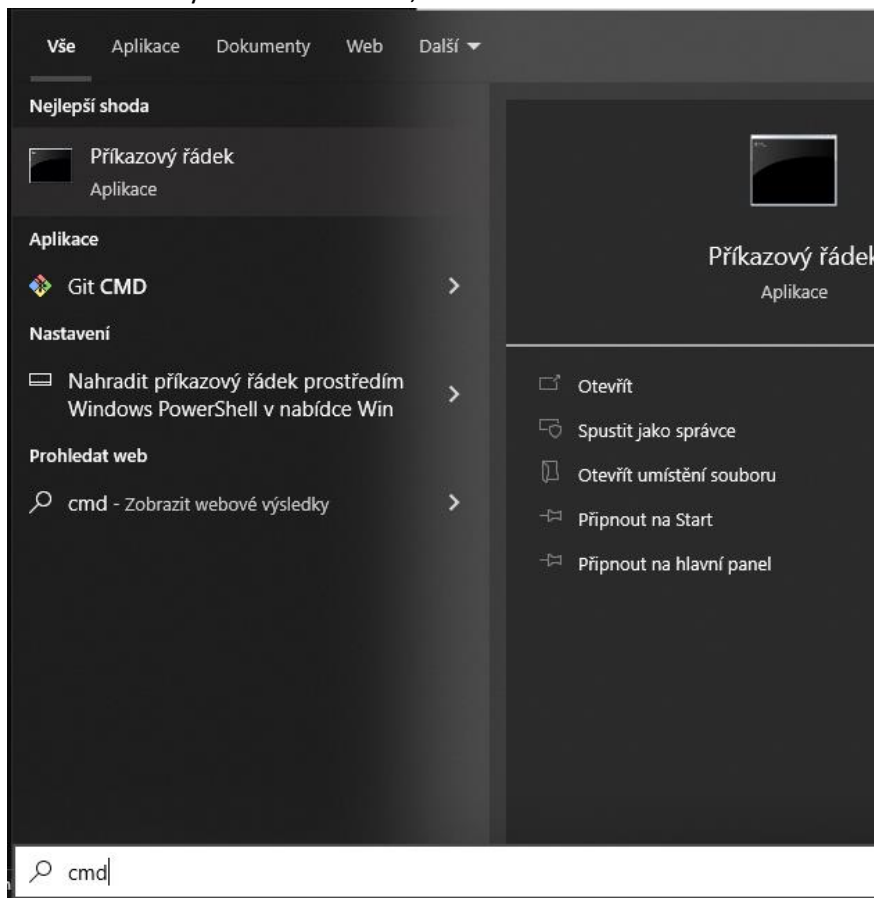 Vše Aplikace Dokumenty Web Další
Nejlepší shoda
Příkazový řádek
Aplikace
Aplikace
Git CMD
Nastavení
Nahradit příkazový řádek prostředím
Windows PowerShell v nabídce Win
Prohledat web
cmd - Zobrazit webové výsledky
Příkazový řádek
Aplikace
Otevřít
Spustit jako správce
Otevřít umístění souboru
Připnout na Start
Připnout na hlavní panel
cmd